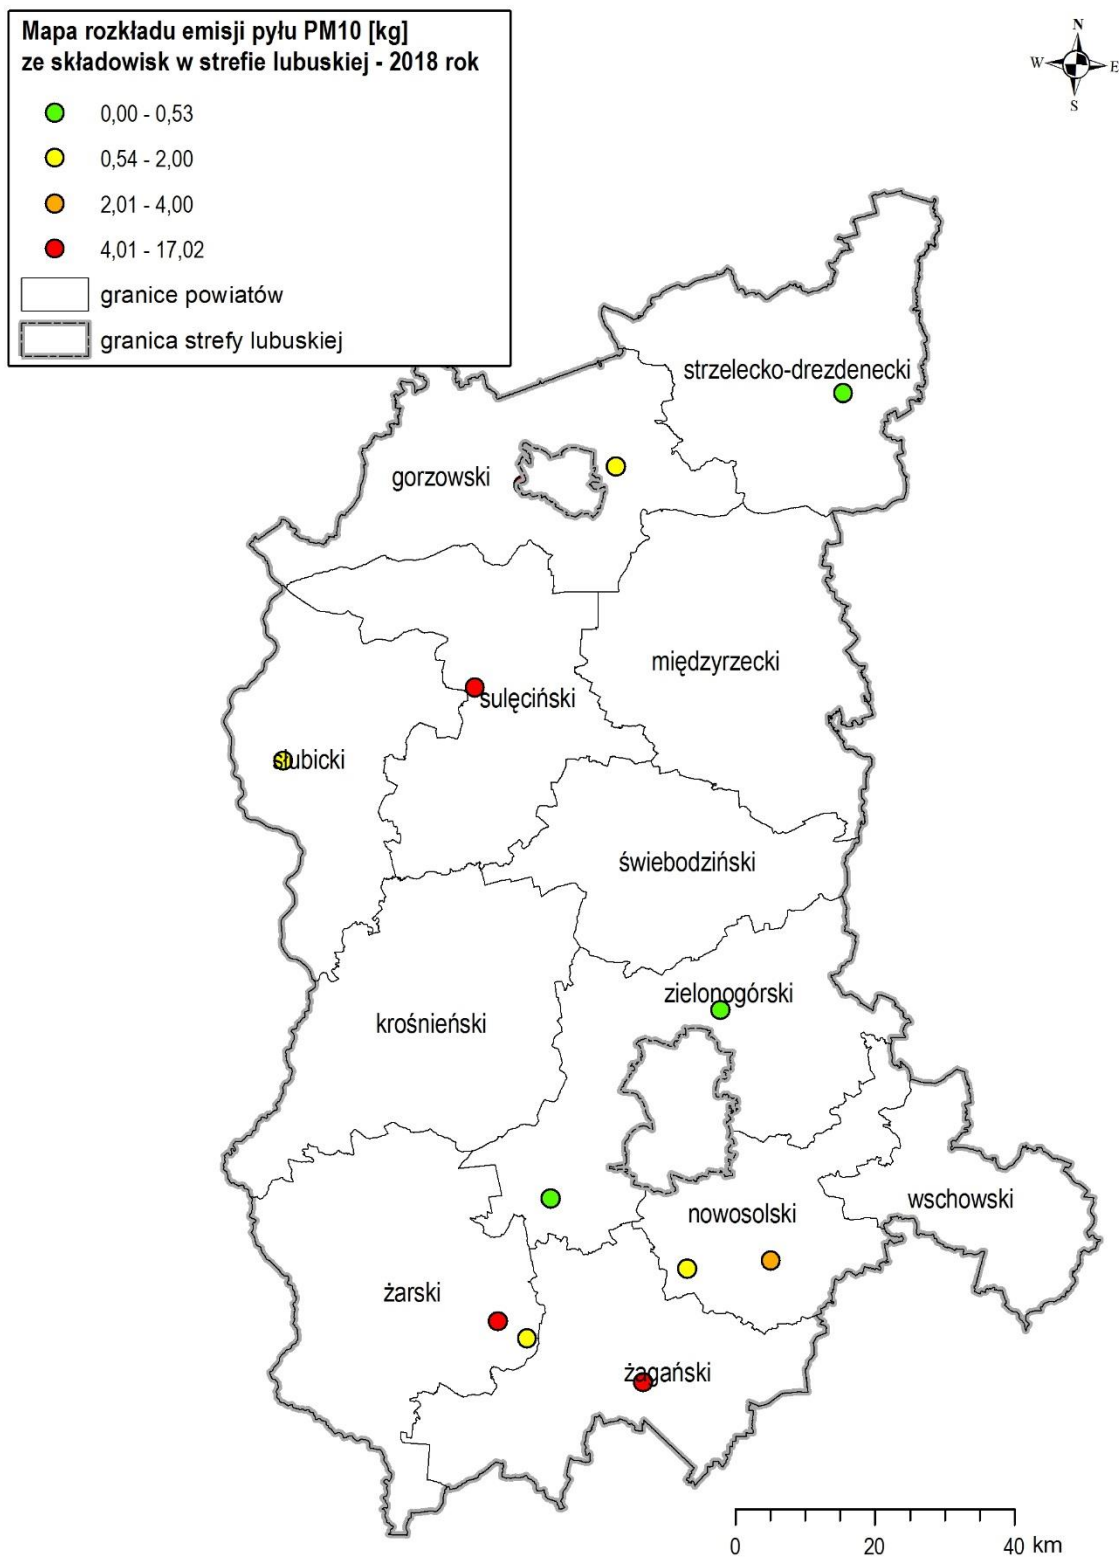 Mapa rozkładu emisji pyłu PM10 [kg]
ze składowisk w strefie lubuskiej - 2018 rok
0,00 - 0,53
0,54 - 2,00
2,01 - 4,00
4,01 - 17,02
granice powiatów
granica strefy lubuskiej
N
W E
S
strzelecko-drezdenecki
gorzowski
międzyrzecki
sulęciński
słubicki
świebodziński
zielonogórski
krośnieński
wschowski
nowosolski
żarski
żagański
0 20 40 km